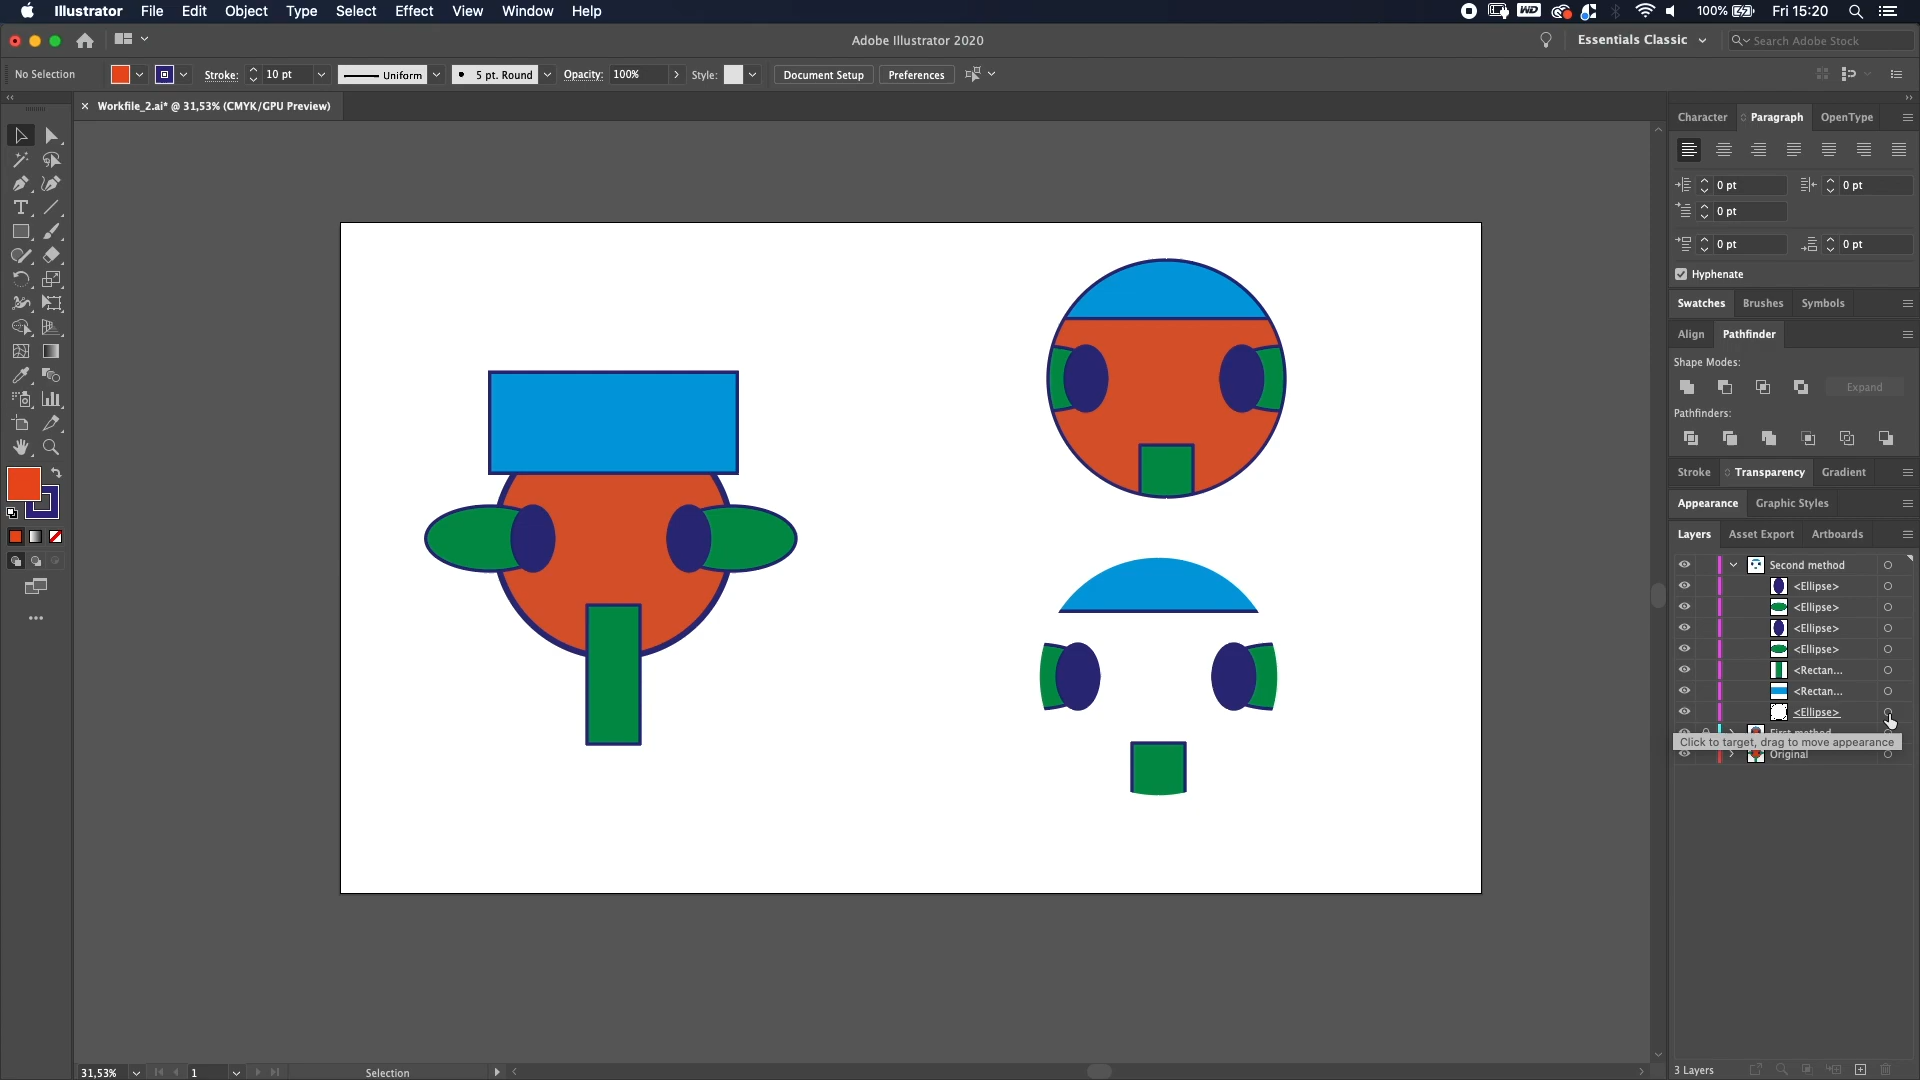 Illustrator File Edit Object Type Select Effect View Window Help
WD 100% Fri 15:20
Adobe Illustrator 2020
Essentials Classic
Search Adobe Stock
No Selection Stroke: 10 pt Uniform 5 pt. Round Opacity: 100% Style: Document Setup Preferences
Workfile_2.ai* @ 31,53% (CMYK/GPU Preview)
Character Paragraph OpenType
0 pt 0 pt
0 pt
0 pt 0 pt
Hyphenate
Swatches Brushes Symbols
Align Pathfinder
Shape Modes:
Expand
Pathfinders:
Stroke Transparency Gradient
Appearance Graphic Styles
Layers Asset Export Artboards
Second method
<Ellipse>
<Ellipse>
<Ellipse>
<Ellipse>
<Rectan...
<Rectan...
<Ellipse>
First method
Click to target, drag to move appearance
Original
31,53% 1 Selection
3 Layers